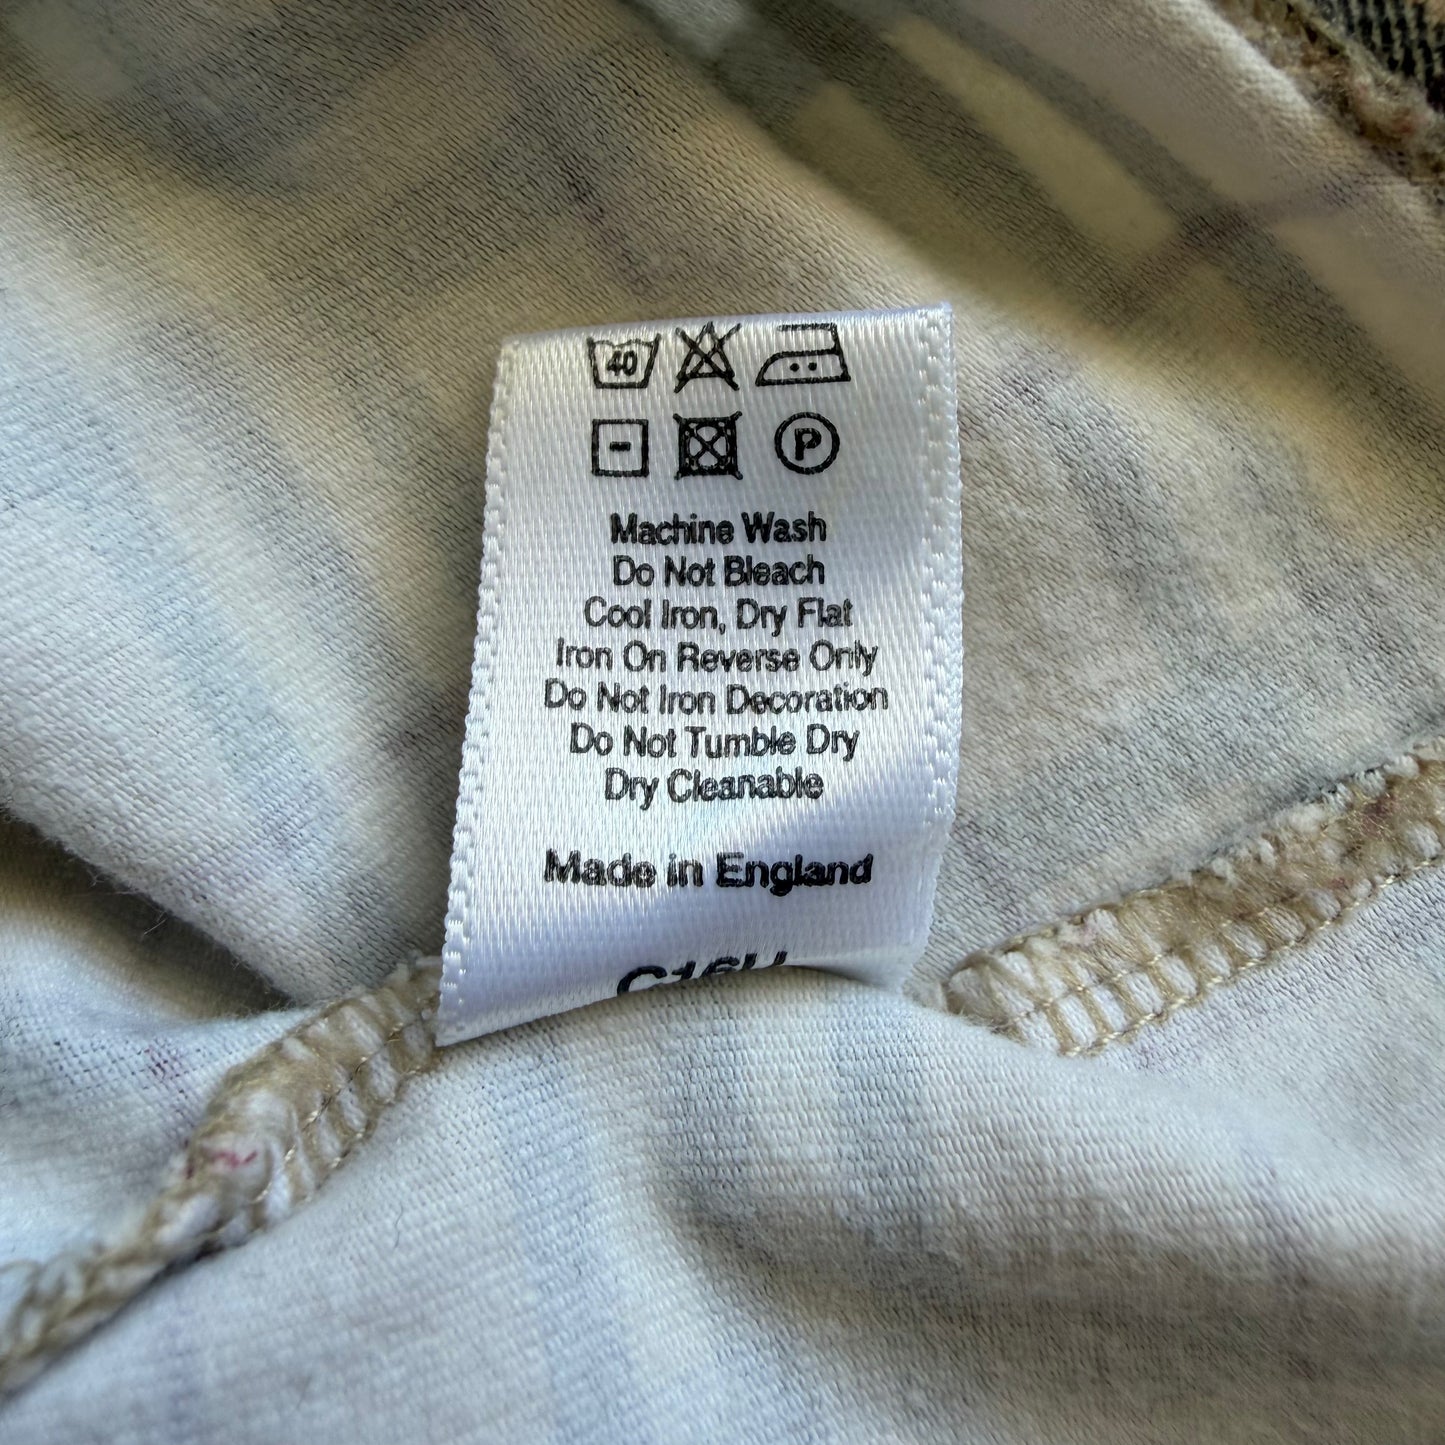 40
P
Machine Wash
Do Not Bleach
Cool Iron, Dry Flat
Iron On Reverse Only
Do Not Iron Decoration
Do Not Tumble Dry
Dry Cleanable
Made in England